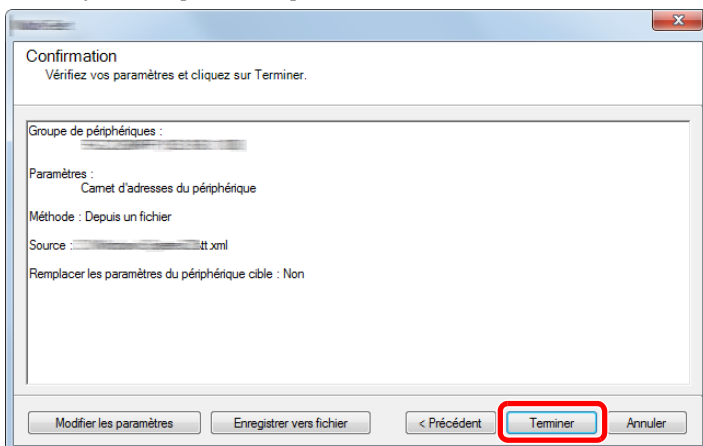 Confirmation
Vérifiez vos paramètres et cliquez sur Terminer.
Groupe de périphériques :
Paramètres :
Carnet d'adresses du périphérique
Méthode : Depuis un fichier
Source : tt.xml
Remplacer les paramètres du périphérique cible : Non
Modifier les paramètres Enregistrer vers fichier < Précédent Terminer Annuler